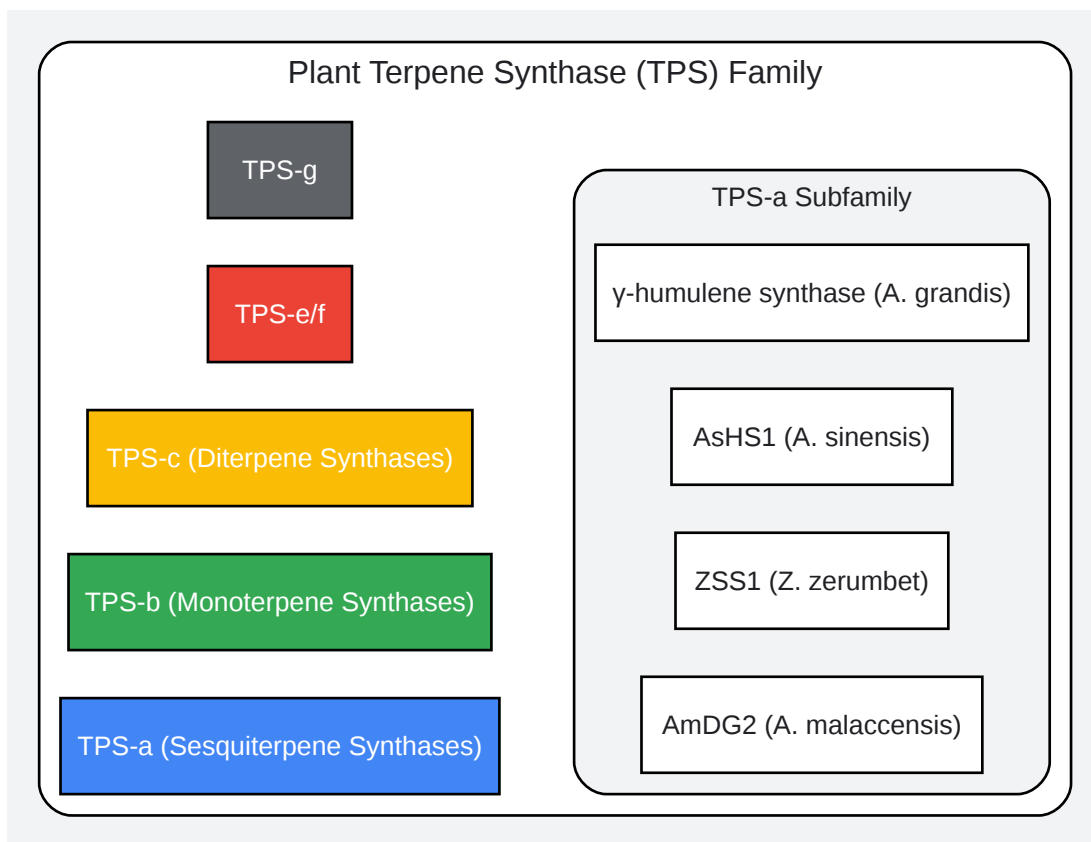 Plant Terpene Synthase (TPS) Family
TPS-g
TPS-e/f
TPS-c (Diterpene Synthases)
TPS-b (Monoterpene Synthases)
TPS-a (Sesquiterpene Synthases)
TPS-a Subfamily
γ-humulene synthase (A. grandis)
AsHS1 (A. sinensis)
ZSS1 (Z. zerumbet)
AmDG2 (A. malaccensis)